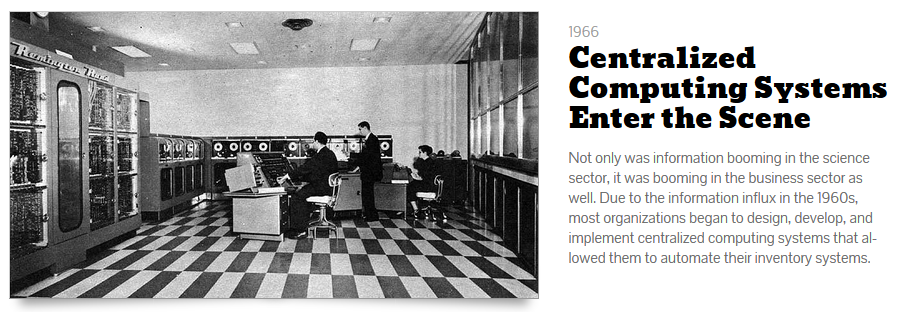 Remington Rand
1966
Centralized
Computing Systems
Enter the Scene
Not only was information booming in the science
sector, it was booming in the business sector as
well. Due to the information influx in the 1960s,
most organizations began to design, develop, and
implement centralized computing systems that al-
lowed them to automate their inventory systems.